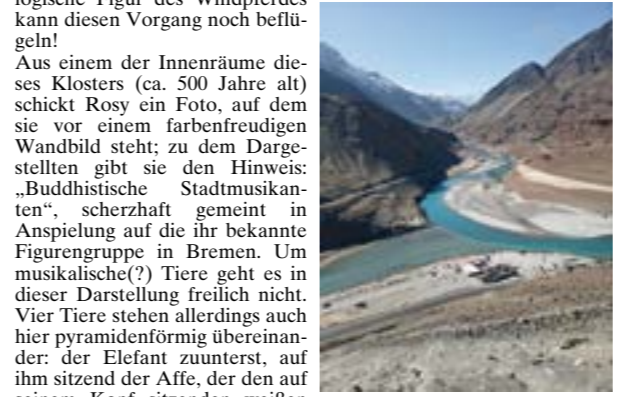 logische Figur des Windpferdes
kann diesen Vorgang noch beflü-
geln!
Aus einem der Innenräume die-
ses Klosters (ca. 500 Jahre alt)
schickt Rosy ein Foto, auf dem
sie vor einem farbenfreudigen
Wandbild steht; zu dem Darge-
stellten gibt sie den Hinweis:
„Buddhistische Stadtmusikan-
ten“, scherzhaft gemeint in
Anspielung auf die ihr bekannte
Figurengruppe in Bremen. Um
musikalische(?) Tiere geht es in
dieser Darstellung freilich nicht.
Vier Tiere stehen allerdings auch
hier pyramidenförmig übereinan-
der: der Elefant zuunterst, auf
ihm sitzend der Affe, der den auf
seinem Kopf sitzenden weißen